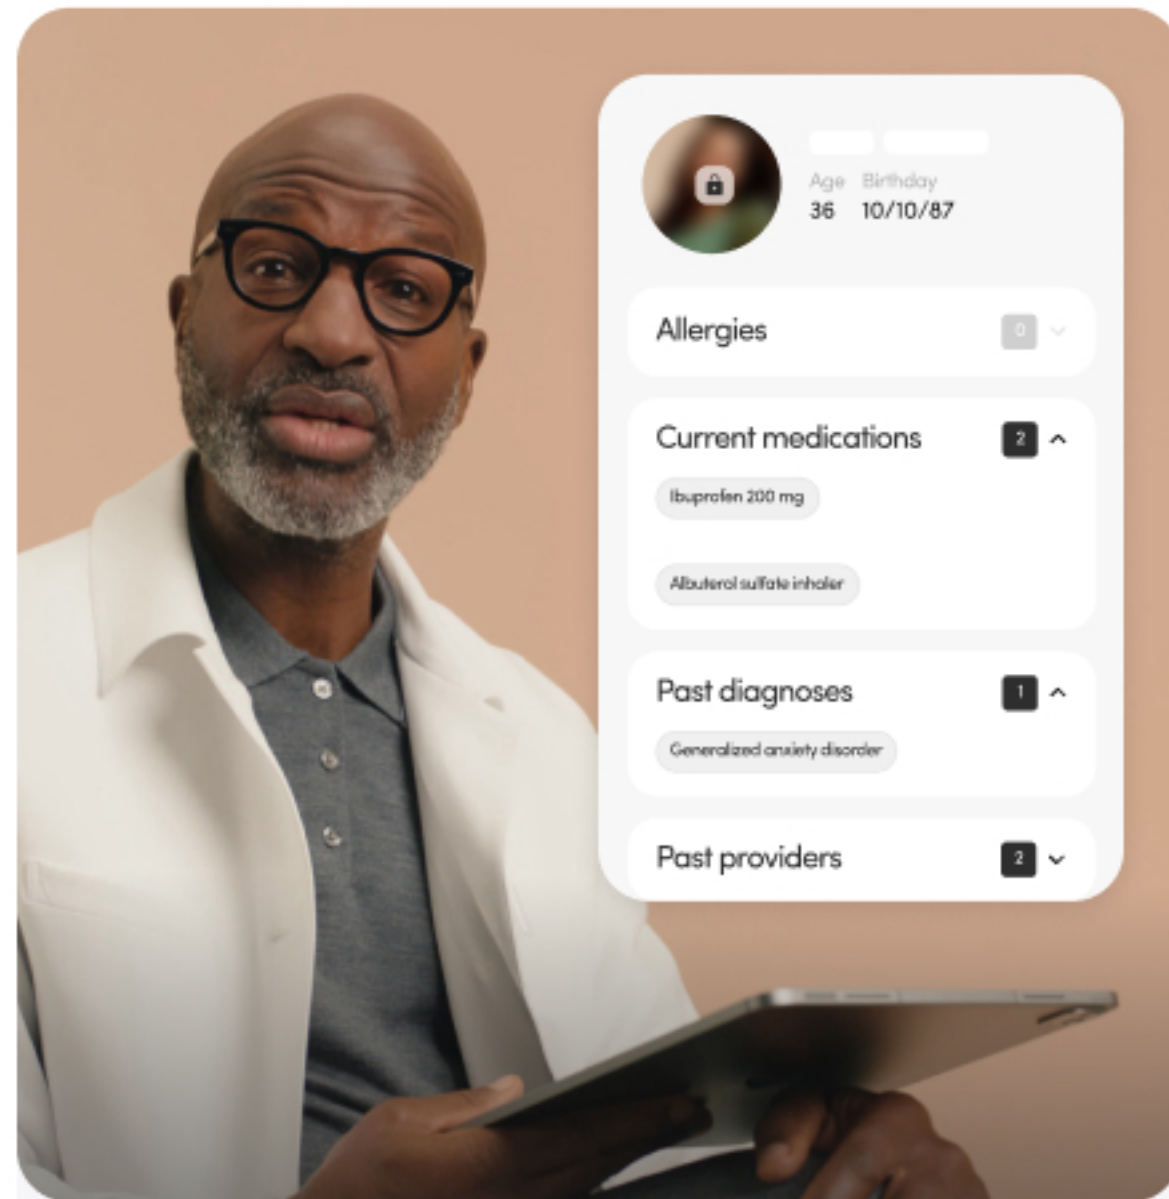 Age Birthday
36 10/10/87
Allergies 0
Current medications 2
Ibuprofen 200 mg
Albuterol sulfate inhaler
Past diagnoses 1
Generalized anxiety disorder
Past providers 2